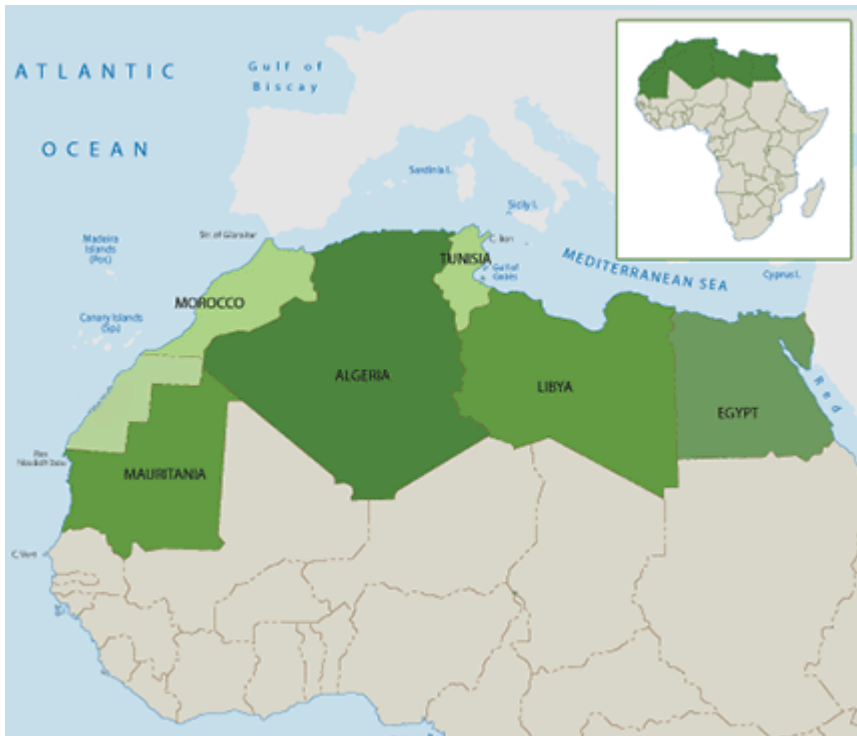 ATLANTIC
OCEAN
Gulf of
Biscay
Sardinia I.
Sicily I.
Str. of Gibraltar
C. Bon
Madeira
Islands
(Por.)
TUNISIA
Gulf of
Gabes
MEDITERRANEAN SEA
Cyprus I.
MOROCCO
Canary Islands
(Sp.)
ALGERIA
LIBYA
EGYPT
Red
MAURITANIA
C. Vert